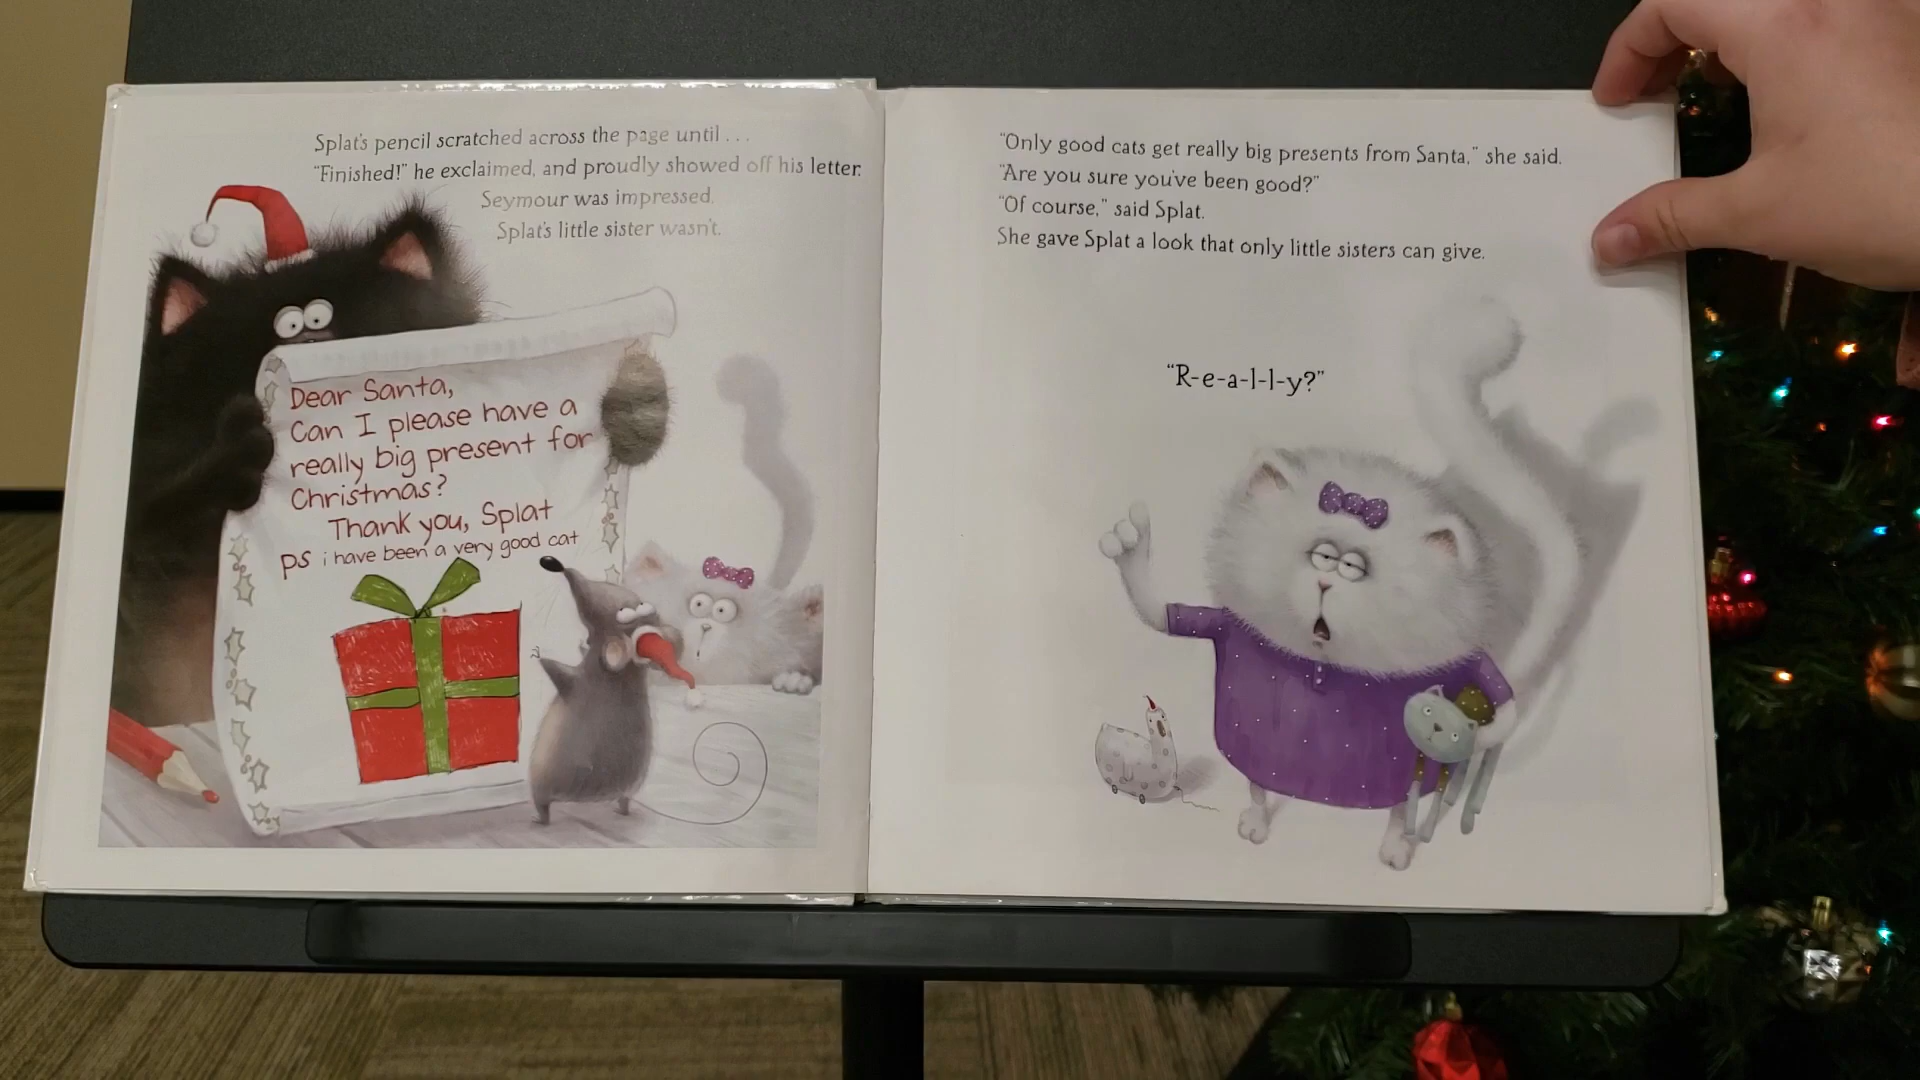 Splat's pencil scratched across the page until . . .
"Finished!" he exclaimed, and proudly showed off his letter.
Seymour was impressed.
Splat's little sister wasn't.
Dear Santa,
Can I please have a
really big present for
Christmas?
Thank you, Splat
PS i have been a very good cat
"Only good cats get really big presents from Santa," she said.
"Are you sure you've been good?"
"Of course," said Splat.
She gave Splat a look that only little sisters can give.
"R-e-a-l-l-y?"